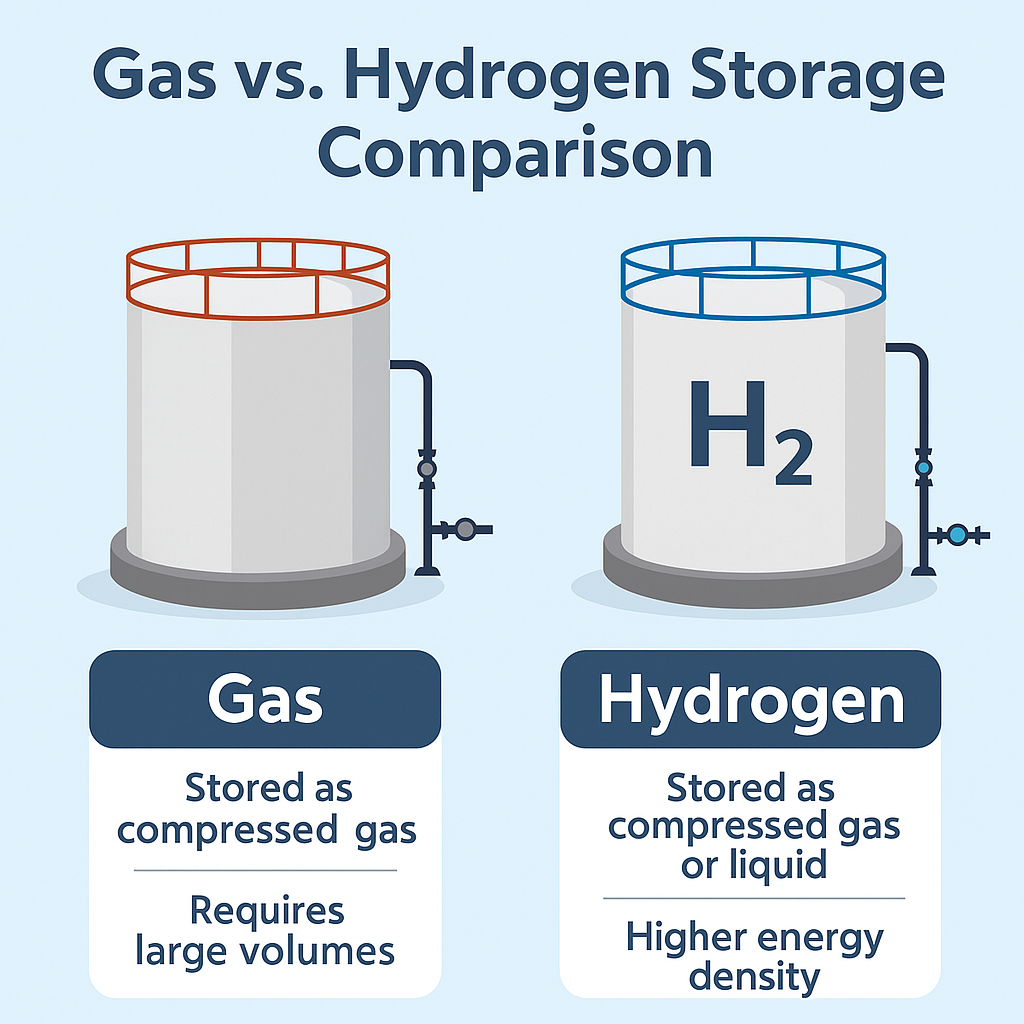 Gas vs. Hydrogen Storage
Comparison
H₂
Gas
Stored as
compressed gas
Requires
large volumes
Hydrogen
Stored as
compressed gas
or liquid
Higher energy
density